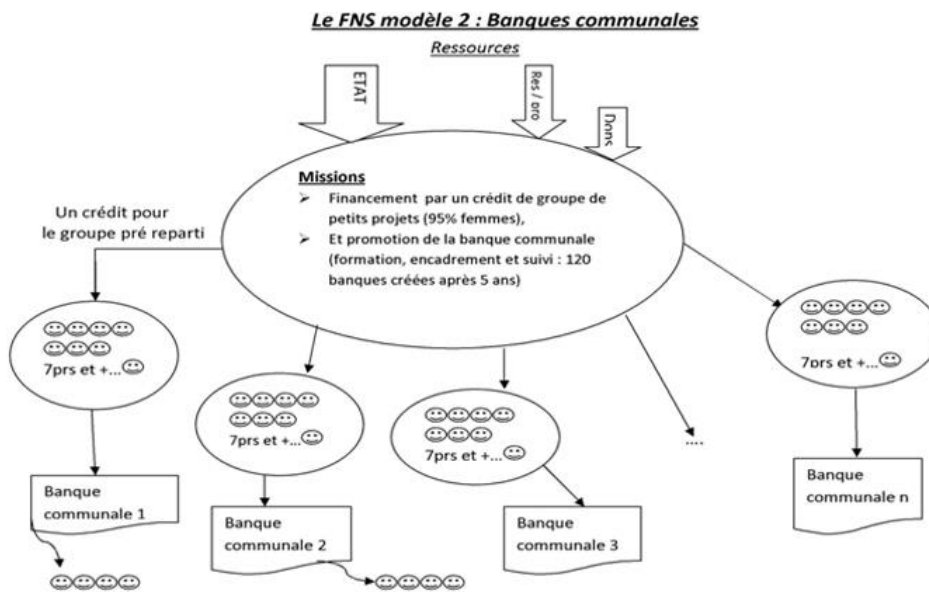 Le FNS modèle 2 : Banques communales
Ressources
ETAT
Res / pro
Dons
Missions
➢ Financement par un crédit de groupe de
petits projets (95% femmes),
➢ Et promotion de la banque communale
(formation, encadrement et suivi : 120
banques créées après 5 ans)
Un crédit pour
le groupe pré reparti
7prs et +...
7prs et +...
7prs et +...
7prs et +...
....
Banque
communale 1
Banque
communale 2
Banque
communale 3
Banque
communale n